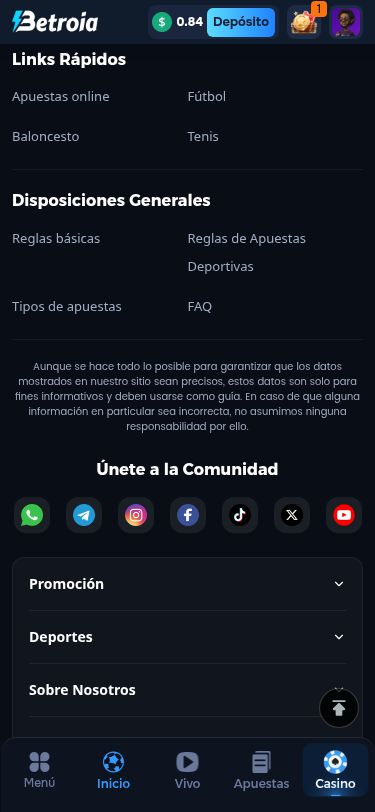 Betroia
$ 0.84 Depósito
1
Links Rápidos
Apuestas online
Fútbol
Baloncesto
Tenis
Disposiciones Generales
Reglas básicas
Reglas de Apuestas
Deportivas
Tipos de apuestas
FAQ
Aunque se hace todo lo posible para garantizar que los datos
mostrados en nuestro sitio sean precisos, estos datos son solo para
fines informativos y deben usarse como guía. En caso de que alguna
información en particular sea incorrecta, no asumimos ninguna
responsabilidad por ello.
Únete a la Comunidad
Promoción
Deportes
Sobre Nosotros
Menú
Inicio
Vivo
Apuestas
Casino